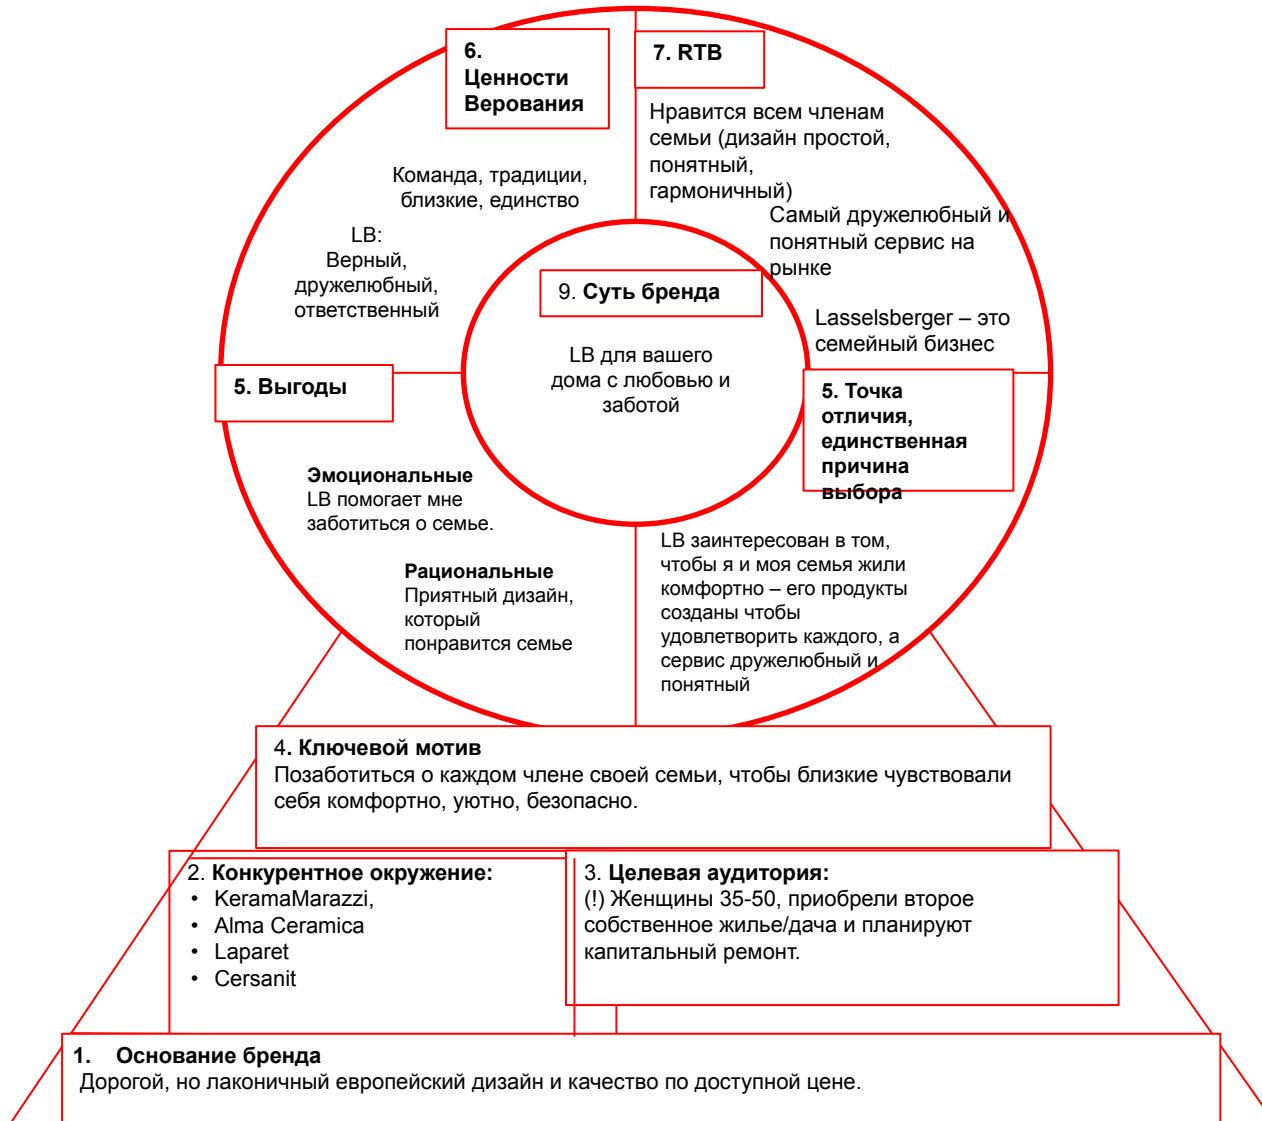 6.
Ценности
Верования
7. RTB
Нравится всем членам
семьи (дизайн простой,
понятный,
гармоничный)
Команда, традиции,
близкие, единство
Самый дружелюбный и
понятный сервис на
рынке
LB:
Верный,
дружелюбный,
ответственный
9. Суть бренда
Lasselsberger – это
семейный бизнес
LB для вашего
дома с любовью и
заботой
5. Выгоды
5. Точка
отличия,
единственная
причина
выбора
Эмоциональные
LB помогает мне
заботиться о семье.
Рациональные
Приятный дизайн,
который
понравится семье
LB заинтересован в том,
чтобы я и моя семья жили
комфортно – его продукты
созданы чтобы
удовлетворить каждого, а
сервис дружелюбный и
понятный
4. Ключевой мотив
Позаботиться о каждом члене своей семьи, чтобы близкие чувствовали
себя комфортно, уютно, безопасно.
2. Конкурентное окружение:
• KeramaMarazzi,
• Alma Ceramica
• Laparet
• Cersanit
3. Целевая аудитория:
(!) Женщины 35-50, приобрели второе
собственное жилье/дача и планируют
капитальный ремонт.
1. Основание бренда
Дорогой, но лаконичный европейский дизайн и качество по доступной цене.